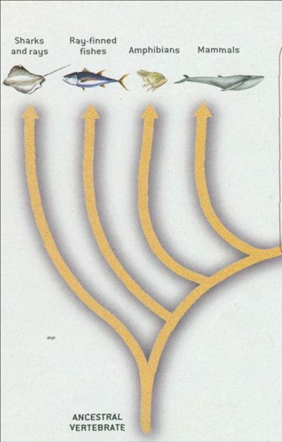 Sharks
and rays
Ray-finned
fishes
Amphibians
Mammals
ANCESTRAL
VERTEBRATE